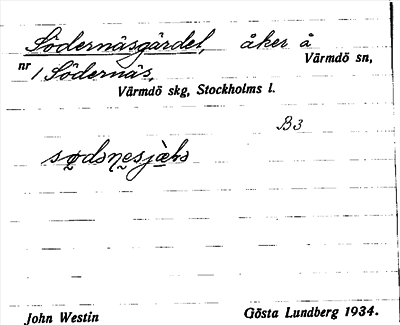 Södernäsgärdet, åker å
nr 1 Södernäs, Värmdö sn,
Värmdö skg, Stockholms l.
B3
John Westin Gösta Lundberg 1934.